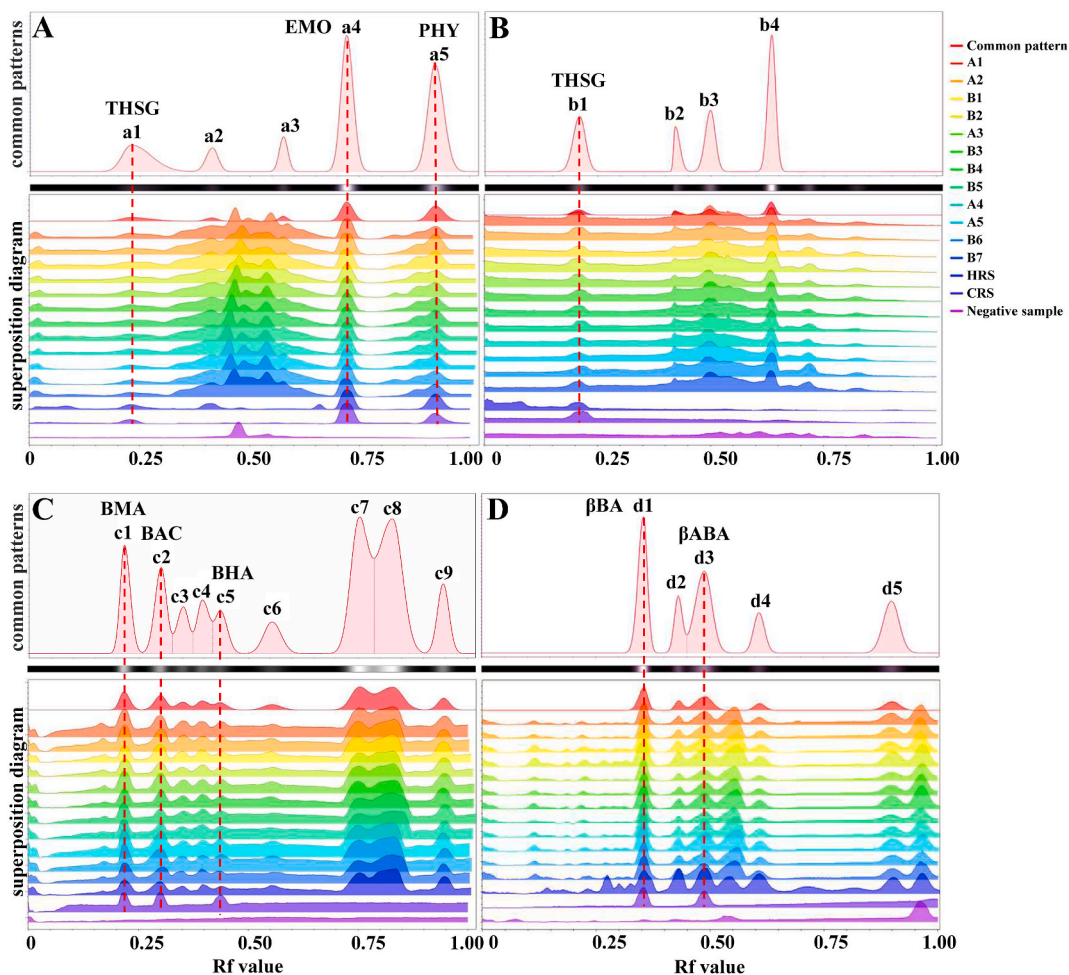 A
common patterns
THSG
a1
a2
a3
EMO
a4
PHY
a5
superposition diagram
0
0.25
0.50
0.75
1.00
B
THSG
b1
b2
b3
b4
0
0.25
0.50
0.75
1.00
Common pattern
A1
A2
B1
B2
A3
B3
B4
B5
A4
A5
B6
B7
HRS
CRS
Negative sample
C
common patterns
BMA
c1
BAC
c2
c3
c4
BHA
c5
c6
c7
c8
c9
superposition diagram
0
0.25
0.50
0.75
1.00
Rf value
D
βBA
d1
d2
βABA
d3
d4
d5
0.25
0.50
0.75
1.00
0
Rf value